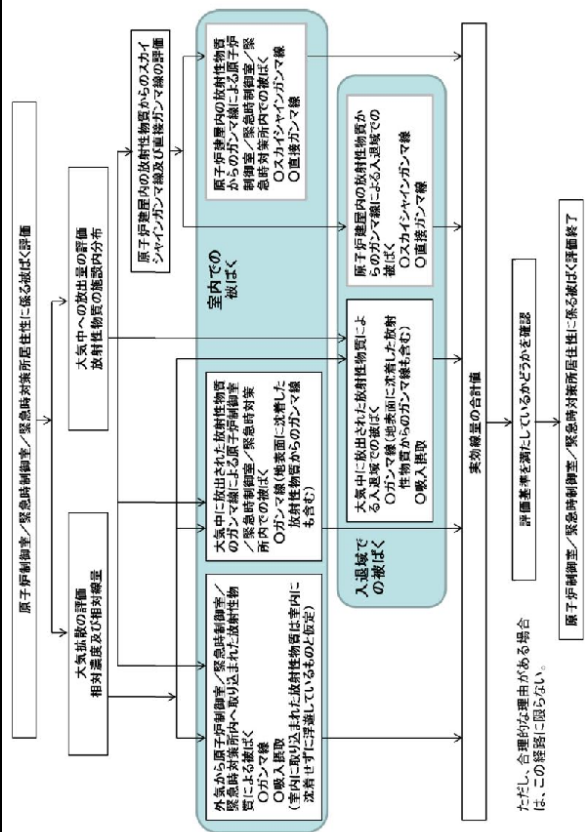 原子炉制御室／緊急時制御室／緊急時対策所居住性に係る被ばく評価
大気拡散の評価
相対濃度及び相対線量
大気中への放出量の評価
放射性物質の施設内分布
原子炉建屋内の放射性物質からのスカイ
シャインガンマ線及び直接ガンマ線の評価
室内での
被ばく
外気から原子炉制御室／緊急時制御室／
緊急時対策所内へ取り込まれた放射性物
質による被ばく
○ガンマ線
○吸入摂取
（室内に取り込まれた放射性物質は室内に
沈着せずに浮遊しているものと仮定）
大気中に放出された放射性物質
のガンマ線による原子炉制御室
／緊急時制御室／緊急時対策
所内での被ばく
○ガンマ線（地表面に沈着した
放射性物質からのガンマ線
も含む）
原子炉建屋内の放射性物質
からのガンマ線による原子炉
制御室／緊急時制御室／緊
急時対策所内での被ばく
○スカイシャインガンマ線
○直接ガンマ線
入退域で
の被ばく
大気中に放出された放射性物質によ
る入退域での被ばく
○ガンマ線（地表面に沈着した放射
性物質からのガンマ線も含む）
○吸入摂取
原子炉建屋内の放射性物質か
らのガンマ線による入退域での
被ばく
○スカイシャインガンマ線
○直接ガンマ線
実効線量の合計値
評価基準を満たしているかどうかを確認
原子炉制御室／緊急時制御室／緊急時対策所居住性に係る被ばく評価終了
ただし、合理的な理由がある場合
は、この経路に限らない。